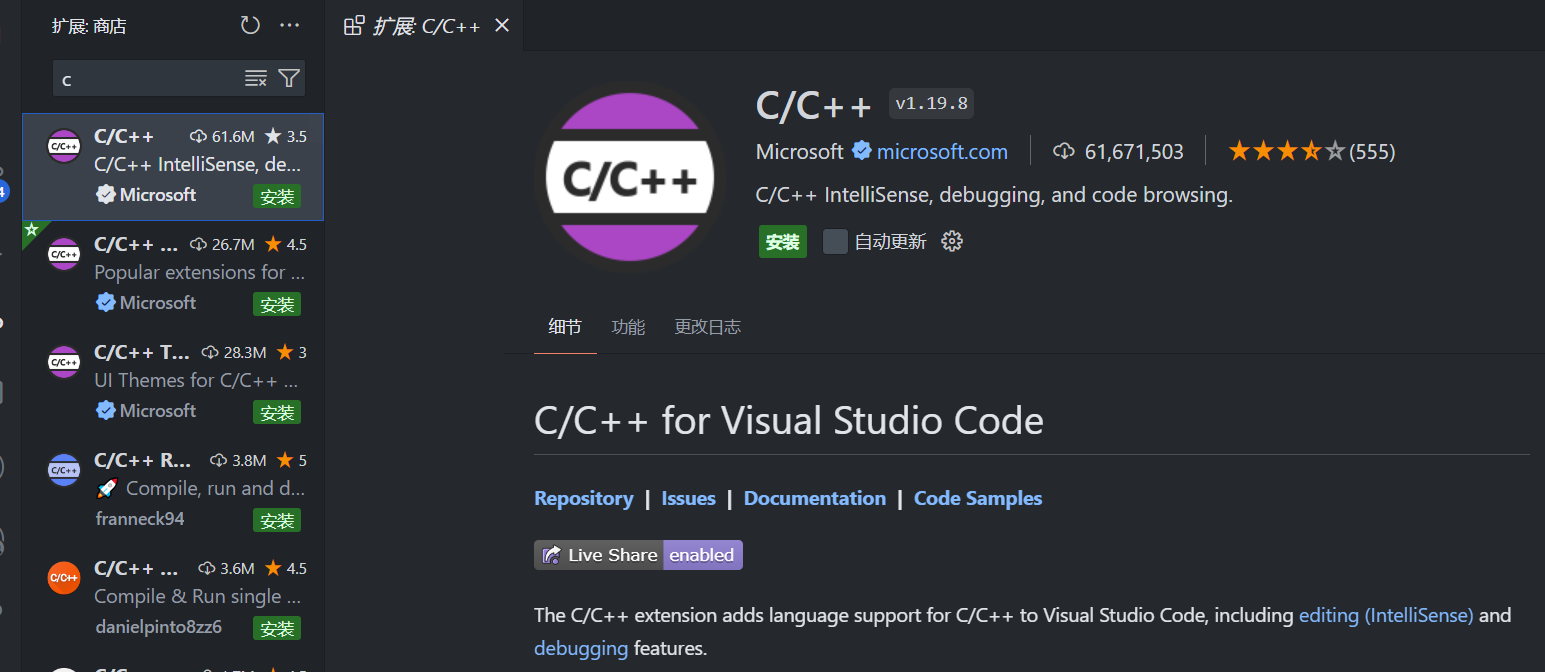 扩展: 商店
c
C/C++ 61.6M 3.5
C/C++ IntelliSense, de...
Microsoft 安装
C/C++ ... 26.7M 4.5
Popular extensions for ...
Microsoft 安装
C/C++ T... 28.3M 3
UI Themes for C/C++ ...
Microsoft 安装
C/C++ R... 3.8M 5
🚀 Compile, run and d...
franneck94 安装
C/C++ ... 3.6M 4.5
Compile & Run single ...
danielpinto8zz6 安装
扩展: C/C++
C/C++
C/C++ v1.19.8
Microsoft microsoft.com 61,671,503 (555)
C/C++ IntelliSense, debugging, and code browsing.
安装 自动更新
细节 功能 更改日志
C/C++ for Visual Studio Code
Repository | Issues | Documentation | Code Samples
Live Share enabled
The C/C++ extension adds language support for C/C++ to Visual Studio Code, including editing (IntelliSense) and
debugging features.